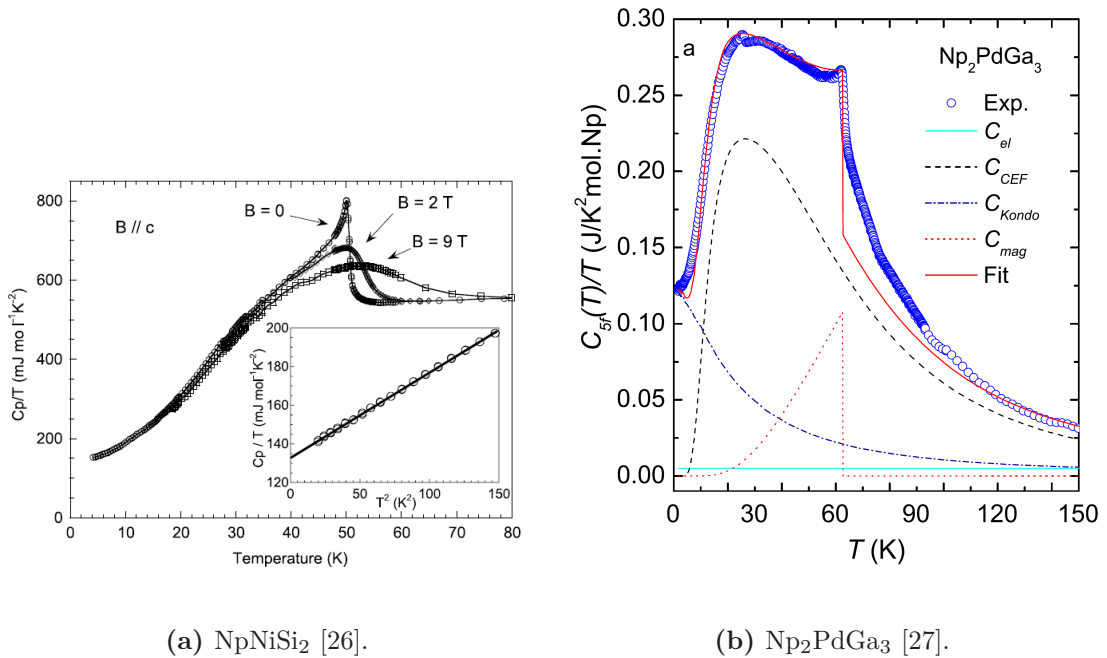 800
600
400
200
0
Cp/T (mJ mo l⁻¹K⁻²)
B // c
B = 0
B = 2 T
B = 9 T
0 10 20 30 40 50 60 70 80
Temperature (K)
200
180
160
140
120
Cp / T (mJ mol⁻¹K⁻²)
0 50 100 150
T² (K²)
(a) NpNiSi₂ [26].
a
0.30
0.25
0.20
0.15
0.10
0.05
0.00
C₅f(T)/T (J/K²mol.Np)
Np₂PdGa₃
Exp.
C_el
C_CEF
C_Kondo
C_mag
Fit
0 30 60 90 120 150
T (K)
(b) Np₂PdGa₃ [27].